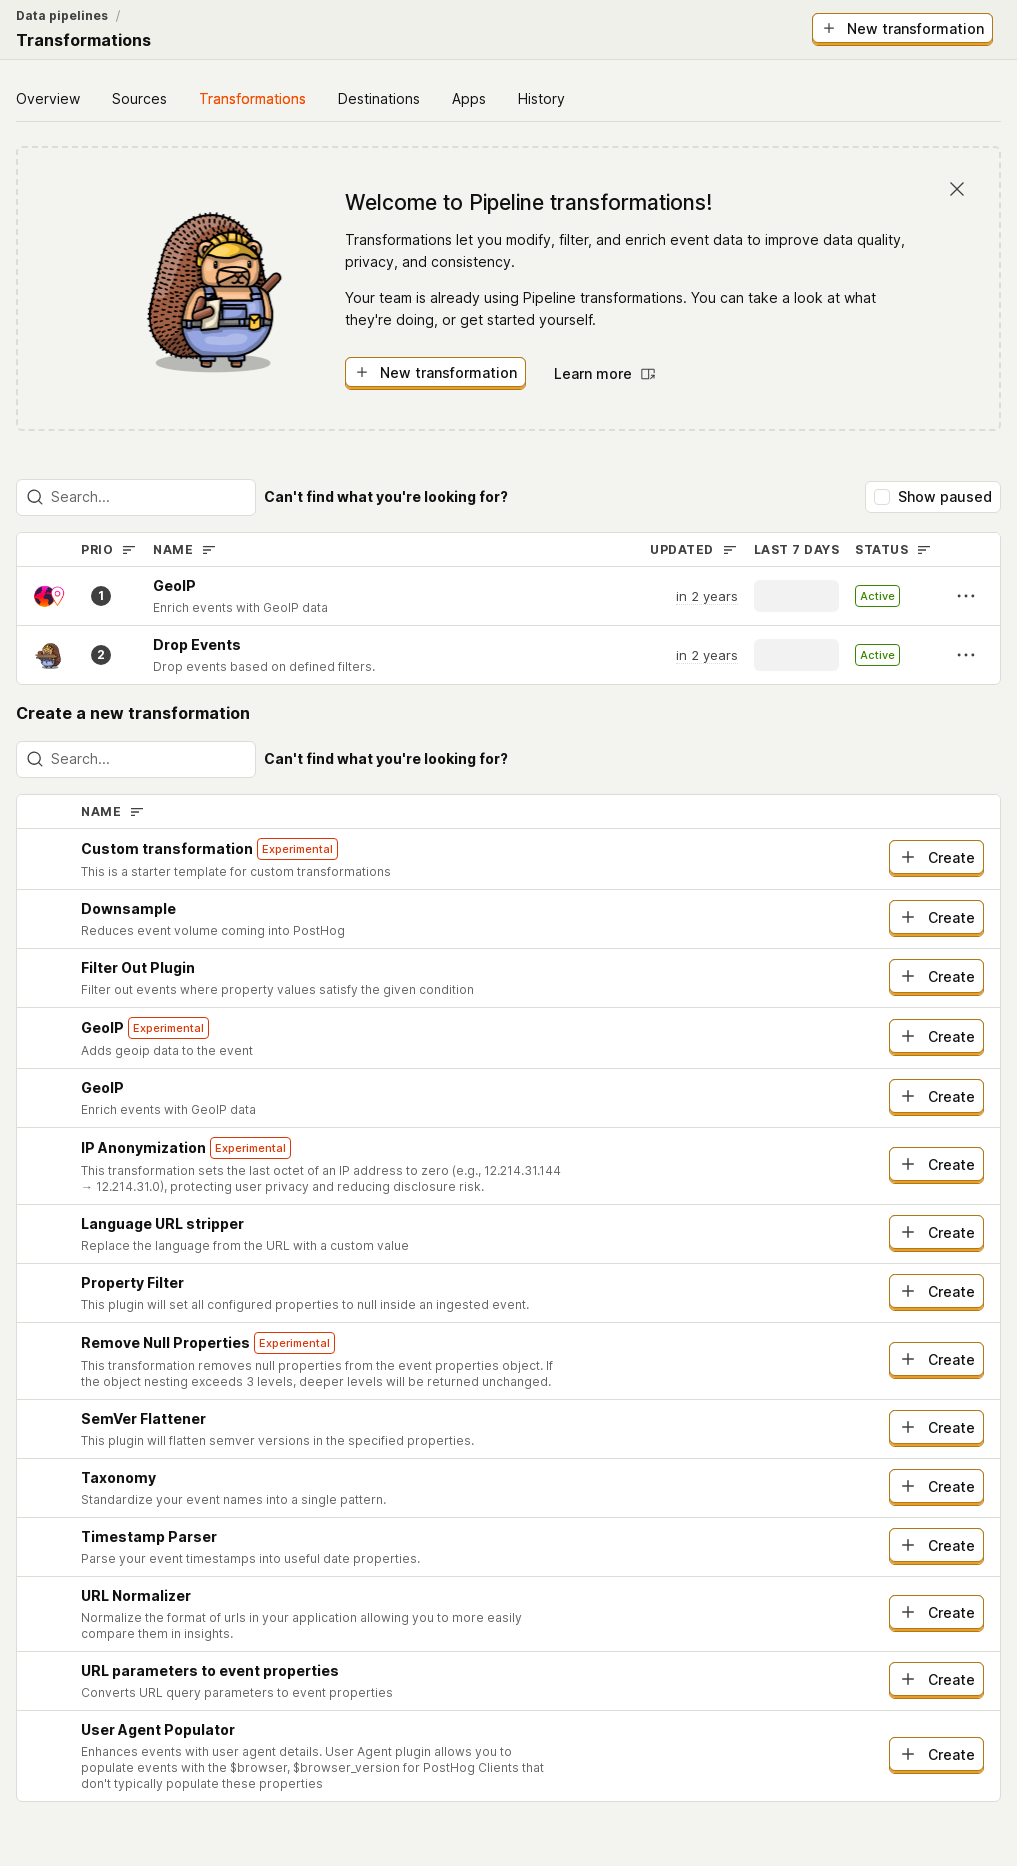 Data pipelines /
Transformations
New transformation
Overview Sources Transformations Destinations Apps History
Welcome to Pipeline transformations!
Transformations let you modify, filter, and enrich event data to improve data quality,
privacy, and consistency.
Your team is already using Pipeline transformations. You can take a look at what
they're doing, or get started yourself.
New transformation Learn more
Search... Can't find what you're looking for? Show paused
PRIO NAME UPDATED LAST 7 DAYS STATUS
1 GeoIP in 2 years Active
Enrich events with GeoIP data
2 Drop Events in 2 years Active
Drop events based on defined filters.
Create a new transformation
Search... Can't find what you're looking for?
NAME
Custom transformation Experimental
This is a starter template for custom transformations
Create
Downsample
Reduces event volume coming into PostHog
Create
Filter Out Plugin
Filter out events where property values satisfy the given condition
Create
GeoIP Experimental
Adds geoip data to the event
Create
GeoIP
Enrich events with GeoIP data
Create
IP Anonymization Experimental
This transformation sets the last octet of an IP address to zero (e.g., 12.214.31.144
→ 12.214.31.0), protecting user privacy and reducing disclosure risk.
Create
Language URL stripper
Replace the language from the URL with a custom value
Create
Property Filter
This plugin will set all configured properties to null inside an ingested event.
Create
Remove Null Properties Experimental
This transformation removes null properties from the event properties object. If
the object nesting exceeds 3 levels, deeper levels will be returned unchanged.
Create
SemVer Flattener
This plugin will flatten semver versions in the specified properties.
Create
Taxonomy
Standardize your event names into a single pattern.
Create
Timestamp Parser
Parse your event timestamps into useful date properties.
Create
URL Normalizer
Normalize the format of urls in your application allowing you to more easily
compare them in insights.
Create
URL parameters to event properties
Converts URL query parameters to event properties
Create
User Agent Populator
Enhances events with user agent details. User Agent plugin allows you to
populate events with the $browser, $browser_version for PostHog Clients that
don't typically populate these properties
Create